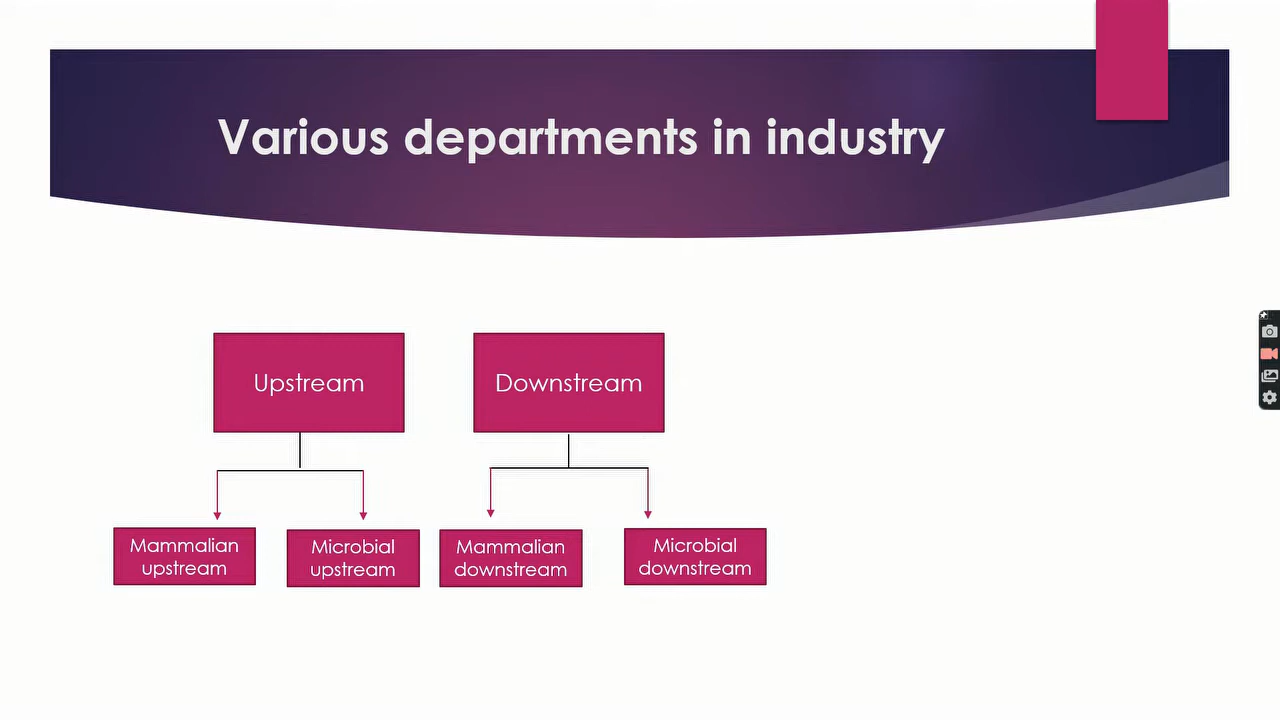 Various departments in industry
Upstream
Downstream
Mammalian
upstream
Microbial
upstream
Mammalian
downstream
Microbial
downstream